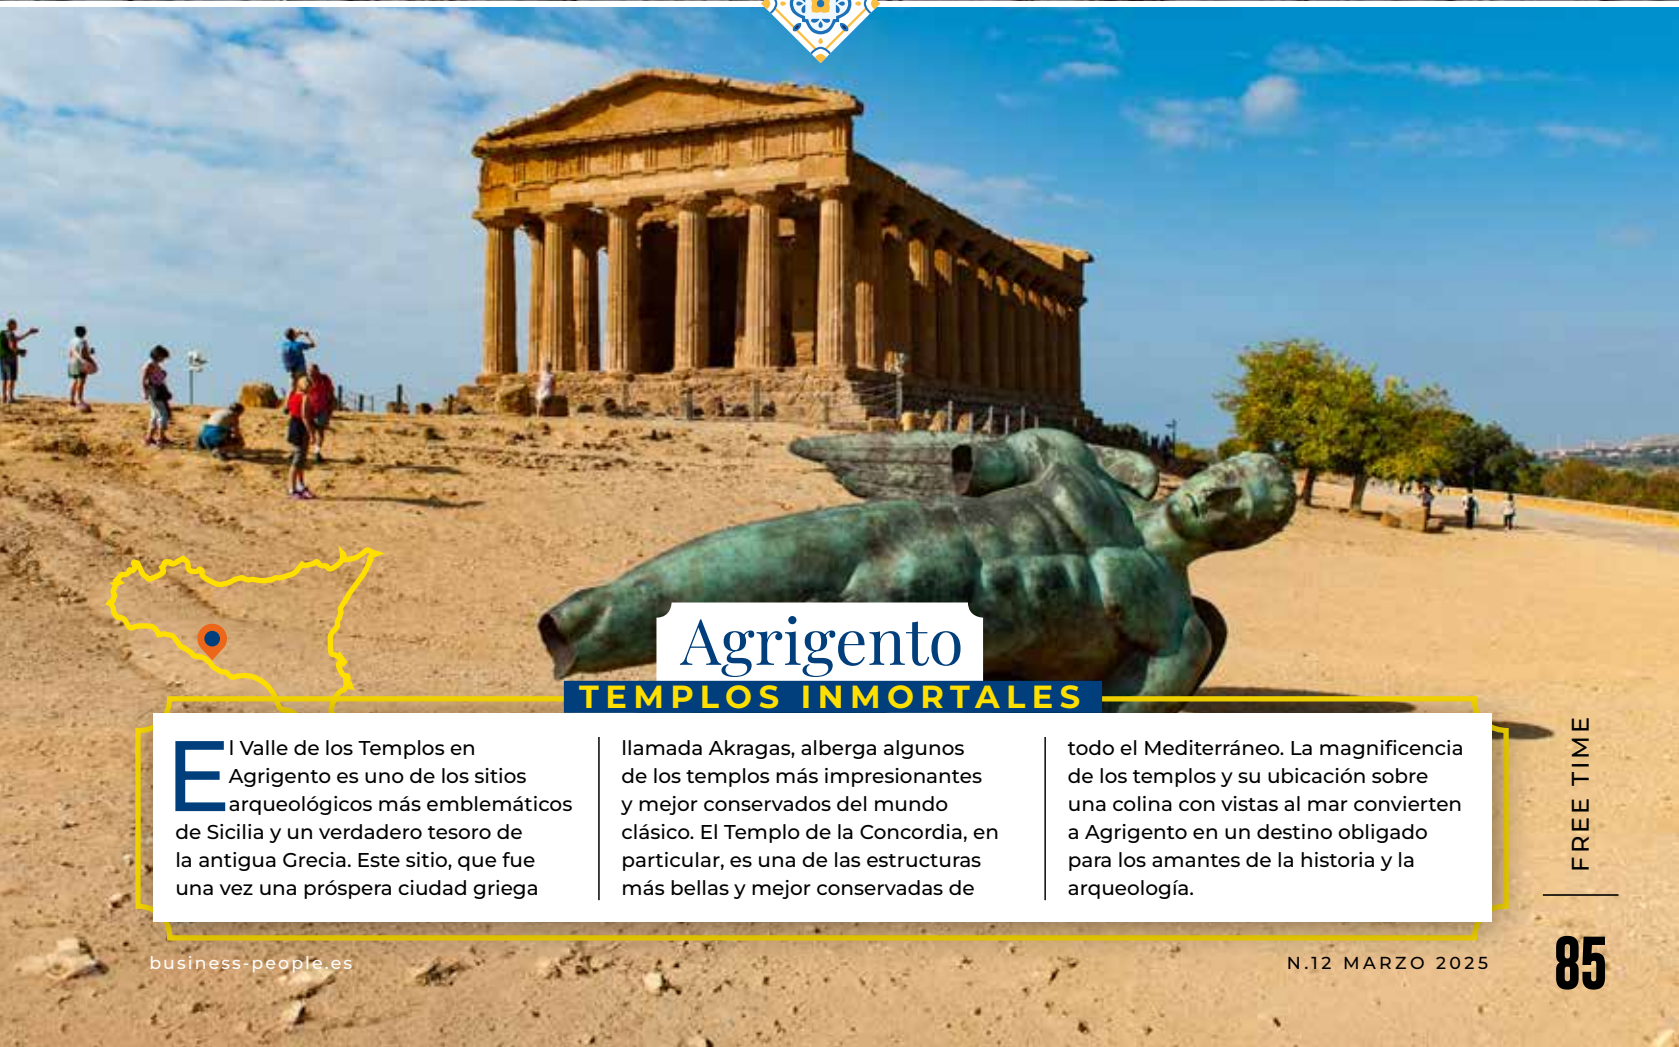 Agrigento
TEMPLOS INMORTALES
El Valle de los Templos en
Agrigento es uno de los sitios
arqueológicos más emblemáticos
de Sicilia y un verdadero tesoro de
la antigua Grecia. Este sitio, que fue
una vez una próspera ciudad griega
llamada Akragas, alberga algunos
de los templos más impresionantes
y mejor conservados del mundo
clásico. El Templo de la Concordia, en
particular, es una de las estructuras
más bellas y mejor conservadas de
todo el Mediterráneo. La magnificencia
de los templos y su ubicación sobre
una colina con vistas al mar convierten
a Agrigento en un destino obligado
para los amantes de la historia y la
arqueología.
FREE TIME
business-people.es
N.12 MARZO 2025
85